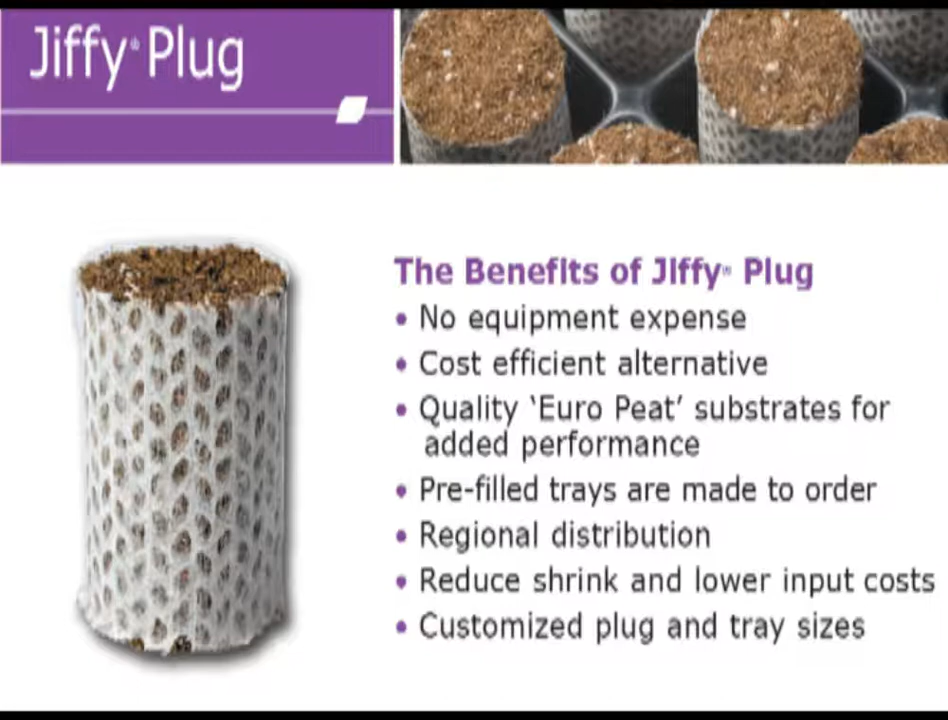 Jiffy® Plug
The Benefits of Jiffy® Plug
• No equipment expense
• Cost efficient alternative
• Quality ‘Euro Peat’ substrates for
added performance
• Pre-filled trays are made to order
• Regional distribution
• Reduce shrink and lower input costs
• Customized plug and tray sizes